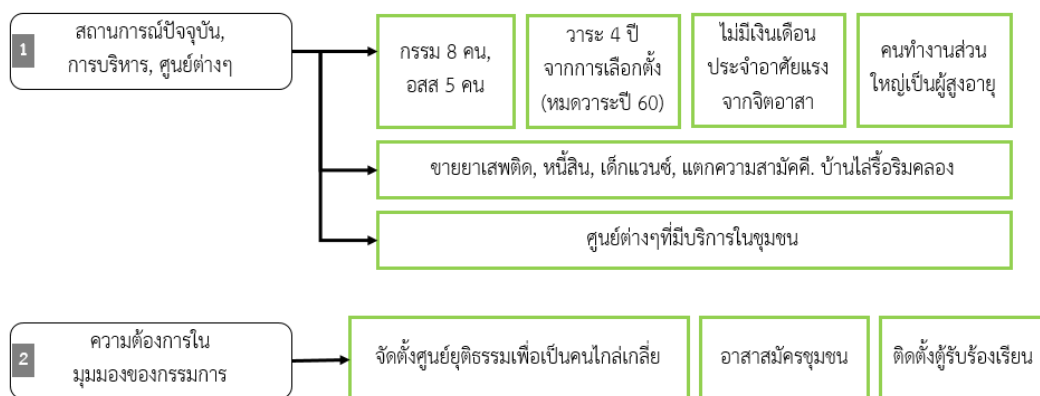 1
สถานการณ์ปัจจุบัน,
การบริหาร, ศูนย์ต่างๆ
กรรม 8 คน,
อสส 5 คน
วาระ 4 ปี
จากการเลือกตั้ง
(หมดวาระปี 60)
ไม่มีเงินเดือน
ประจำอาศัยแรง
จากจิตอาสา
คนทำงานส่วน
ใหญ่เป็นผู้สูงอายุ
ขายยาเสพติด, หนี้สิน, เด็กแวนซ์, แตกความสามัคคี. บ้านไล่รื้อริมคลอง
ศูนย์ต่างๆที่มีบริการในชุมชน
2
ความต้องการใน
มุมมองของกรรมการ
จัดตั้งศูนย์ยุติธรรมเพื่อเป็นคนไกล่เกลี่ย
อาสาสมัครชุมชน
ติดตั้งตู้รับร้องเรียน